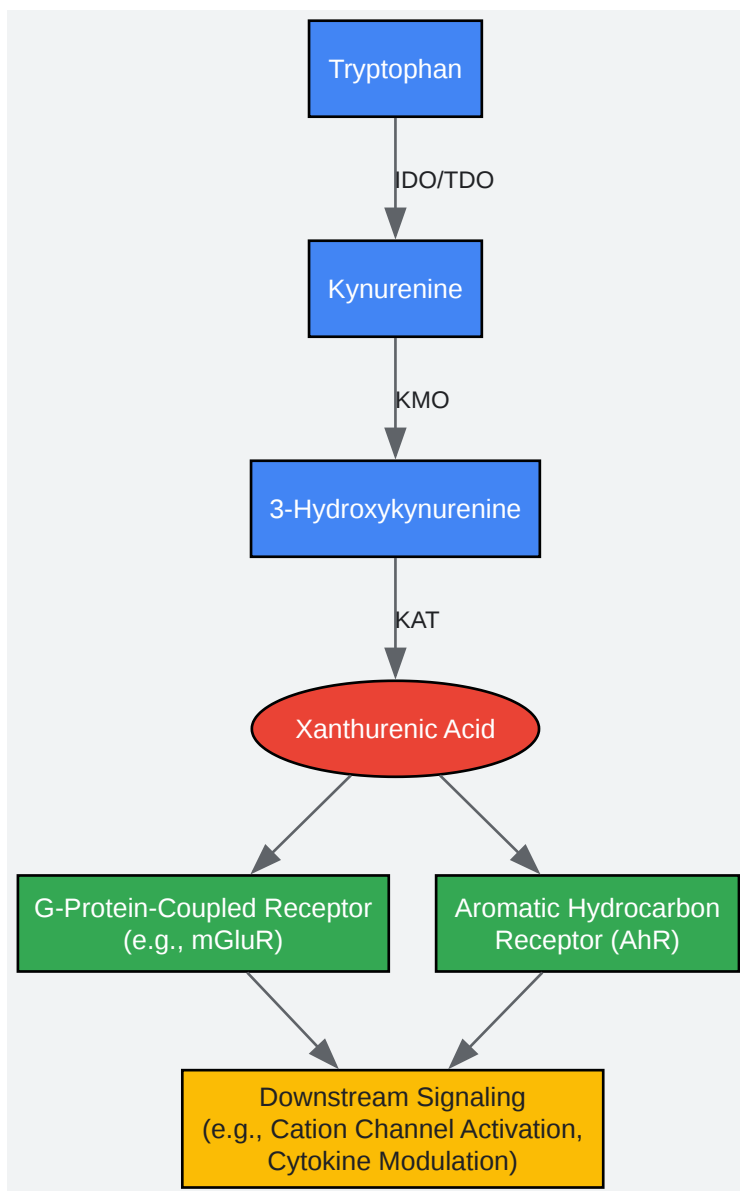 Tryptophan
IDO/TDO
Kynurenine
KMO
3-Hydroxykynurenine
KAT
Xanthurenic Acid
G-Protein-Coupled Receptor
(e.g., mGluR)
Aromatic Hydrocarbon
Receptor (AhR)
Downstream Signaling
(e.g., Cation Channel Activation,
Cytokine Modulation)